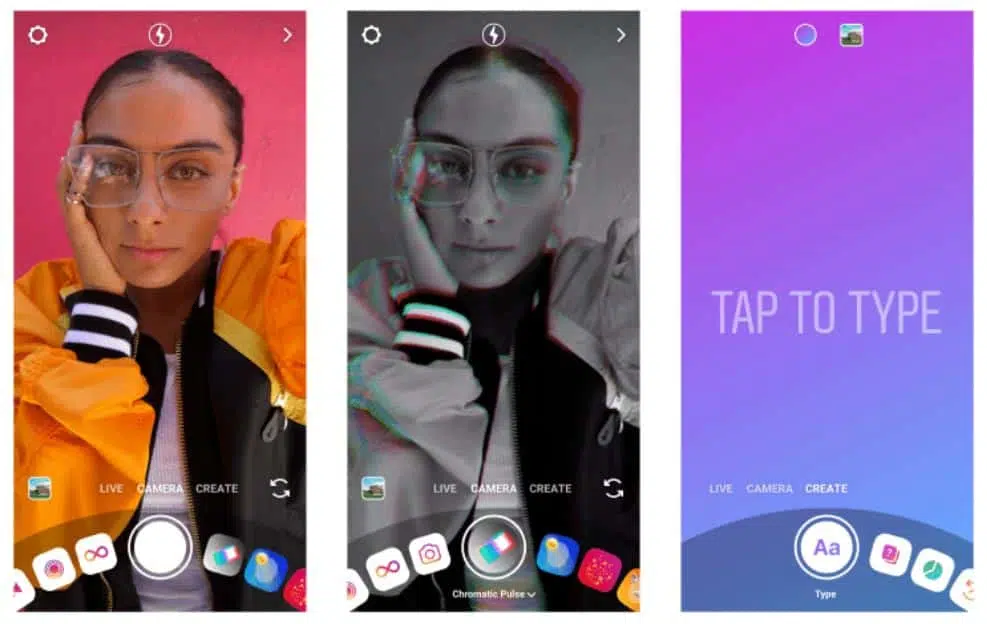 LIVE CAMERA CREATE
LIVE CAMERA CREATE
Chromatic Pulse
TAP TO TYPE
LIVE CAMERA CREATE
Aa
?
Type